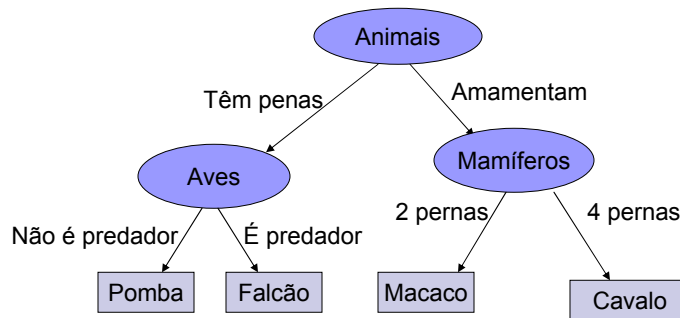 Animais
Têm penas
Amamentam
Aves
Mamíferos
Não é predador
É predador
2 pernas
4 pernas
Pomba
Falcão
Macaco
Cavalo